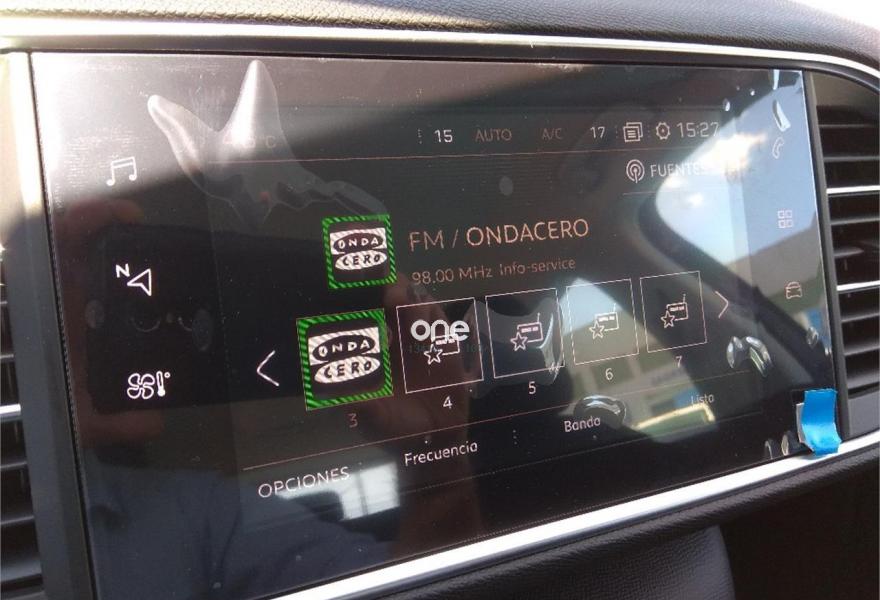 15 AUTO A/C 17 15:27
FUENTES
ONDA
CERO
FM / ONDACERO
98.00 MHz Info-service
N
ONDA
CERO
one
3 4 5 6 7
OPCIONES Frecuencia Banda Lista